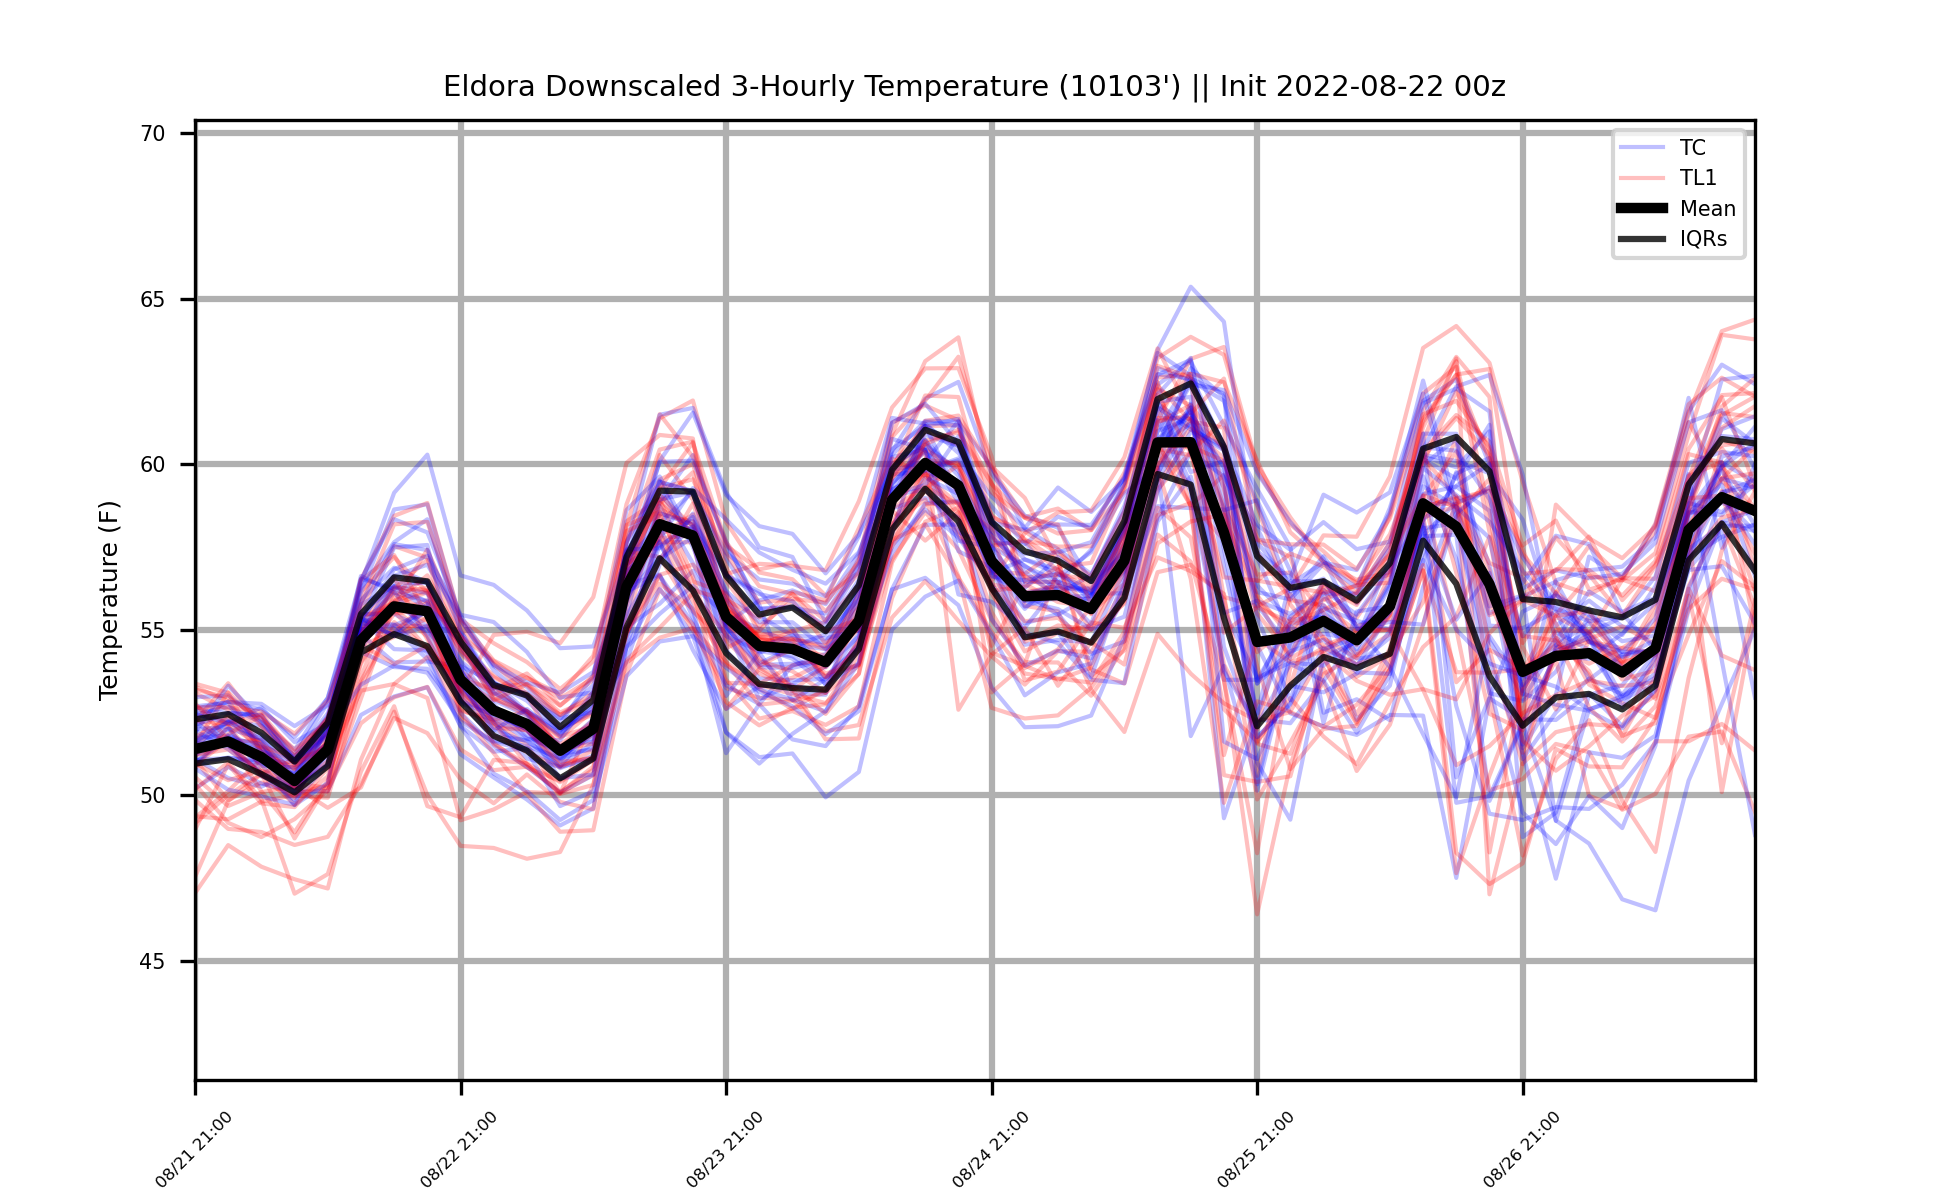 Eldora Downscaled 3-Hourly Temperature (10103') || Init 2022-08-22 00z
Temperature (F)
70
65
60
55
50
45
TC
TL1
Mean
IQRs
08/21 21:00
08/22 21:00
08/23 21:00
08/24 21:00
08/25 21:00
08/26 21:00